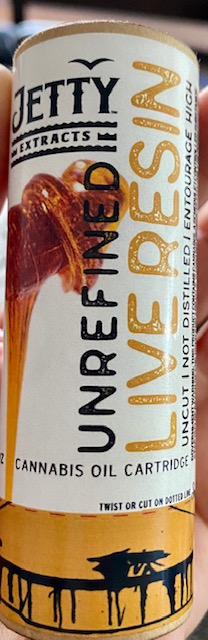 JETTY
EXTRACTS
UNREFINED
LIVE RESIN
UNCUT | NOT DISTILLED | ENTOURAGE HIGH
CANNABIS OIL CARTRIDGE
TWIST OR CUT ON DOTTED LINE